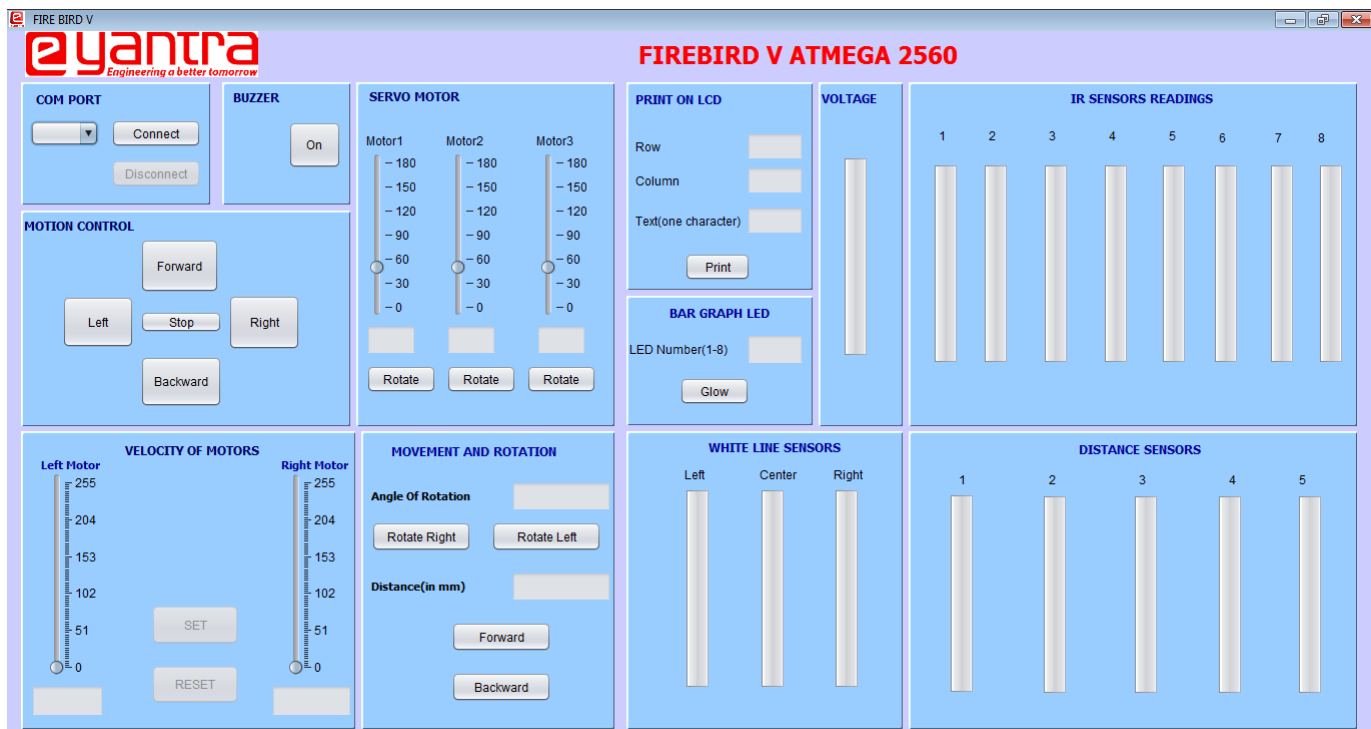 FIRE BIRD V
e yantra
Engineering a better tomorrow
FIREBIRD V ATMEGA 2560
COM PORT
Connect
Disconnect
BUZZER
On
MOTION CONTROL
Forward
Left
Stop
Right
Backward
SERVO MOTOR
Motor1 Motor2 Motor3
180 180 180
150 150 150
120 120 120
90 90 90
60 60 60
30 30 30
0 0 0
Rotate Rotate Rotate
PRINT ON LCD
Row
Column
Text(one character)
Print
BAR GRAPH LED
LED Number(1-8)
Glow
VOLTAGE
IR SENSORS READINGS
1 2 3 4 5 6 7 8
VELOCITY OF MOTORS
Left Motor Right Motor
255 255
204 204
153 153
102 102
51 51
0 0
SET
RESET
MOVEMENT AND ROTATION
Angle Of Rotation
Rotate Right Rotate Left
Distance(in mm)
Forward
Backward
WHITE LINE SENSORS
Left Center Right
DISTANCE SENSORS
1 2 3 4 5